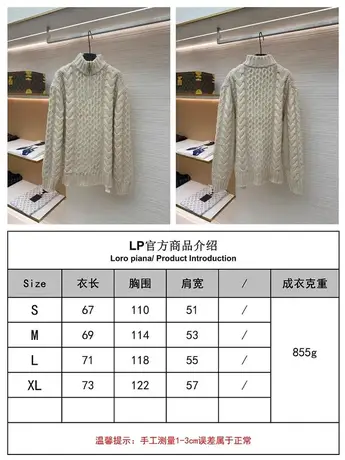 LP官方商品介绍
Loro piana/ Product Introduction
Size 衣长 胸围 肩宽 / 成衣克重
S 67 110 51 /
M 69 114 53 /
L 71 118 55 /
XL 73 122 57 /
855g
/
温馨提示：手工测量1-3cm误差属于正常